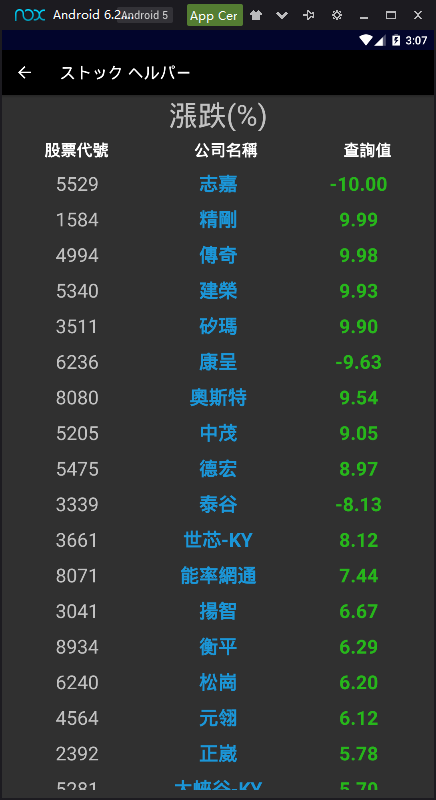 nox Android 6.2... Android 5 App Cer
3:07
ストック ヘルパー
漲跌(%)
股票代號 公司名稱 查詢值
5529 志嘉 -10.00
1584 精剛 9.99
4994 傳奇 9.98
5340 建榮 9.93
3511 矽瑪 9.90
6236 康呈 -9.63
8080 奧斯特 9.54
5205 中茂 9.05
5475 德宏 8.97
3339 泰谷 -8.13
3661 世芯-KY 8.12
8071 能率網通 7.44
3041 揚智 6.67
8934 衡平 6.29
6240 松崗 6.20
4564 元翎 6.12
2392 正崴 5.78
5281 大峽谷-KY 5.70